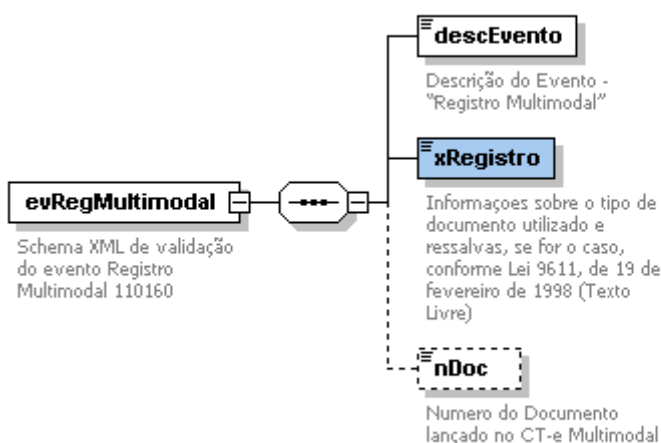 descEvento
Descrição do Evento -
"Registro Multimodal"
xRegistro
Informaçoes sobre o tipo de
documento utilizado e
ressalvas, se for o caso,
conforme Lei 9611, de 19 de
fevereiro de 1998 (Texto
Livre)
evRegMultimodal
Schema XML de validação
do evento Registro
Multimodal 110160
nDoc
Numero do Documento
lançado no CT-e Multimodal